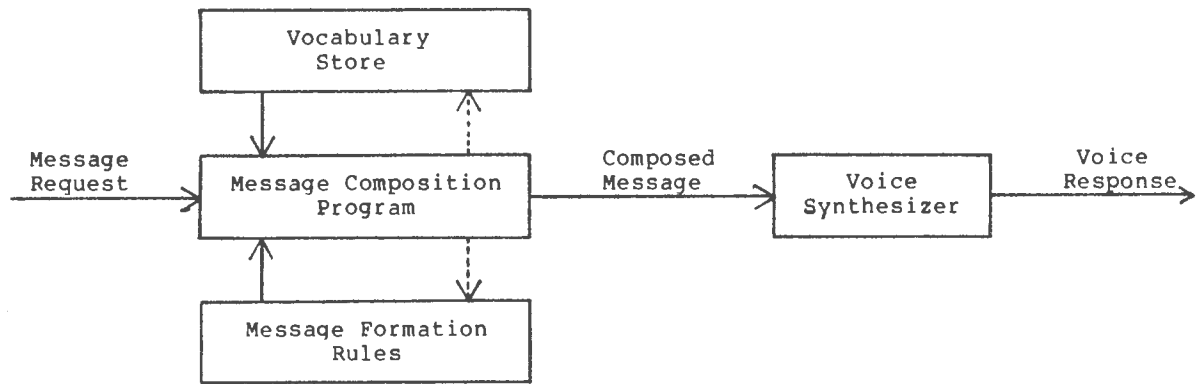 Vocabulary
Store
Message
Request
Message Composition
Program
Composed
Message
Voice
Synthesizer
Voice
Response
Message Formation
Rules